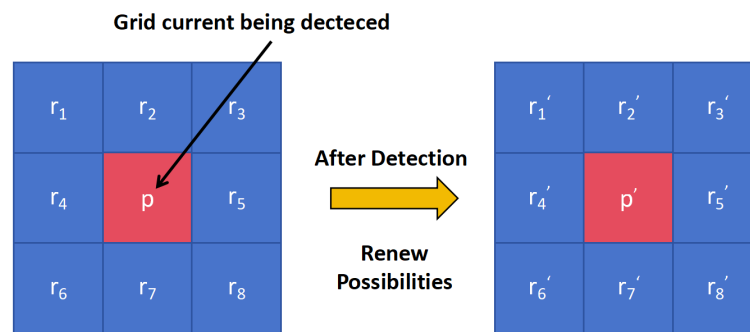 Grid current being decteced
r₁ r₂ r₃
r₄ p r₅
r₆ r₇ r₈
After Detection
Renew
Possibilities
r₁′ r₂′ r₃′
r₄′ p′ r₅′
r₆′ r₇′ r₈′